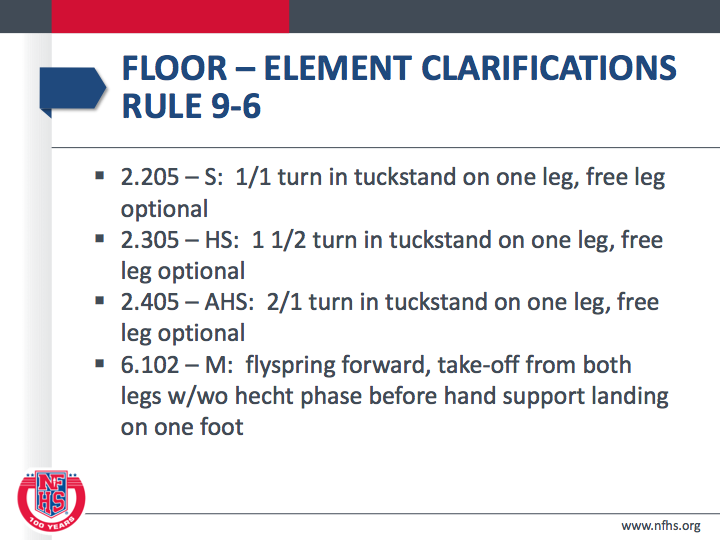 FLOOR – ELEMENT CLARIFICATIONS
RULE 9-6
▪ 2.205 – S:  1/1 turn in tuckstand on one leg, free leg
optional
▪ 2.305 – HS:  1 1/2 turn in tuckstand on one leg, free
leg optional
▪ 2.405 – AHS:  2/1 turn in tuckstand on one leg, free
leg optional
▪ 6.102 – M:  flyspring forward, take-off from both
legs w/wo hecht phase before hand support landing
on one foot
NF
HS
100 YEARS
www.nfhs.org